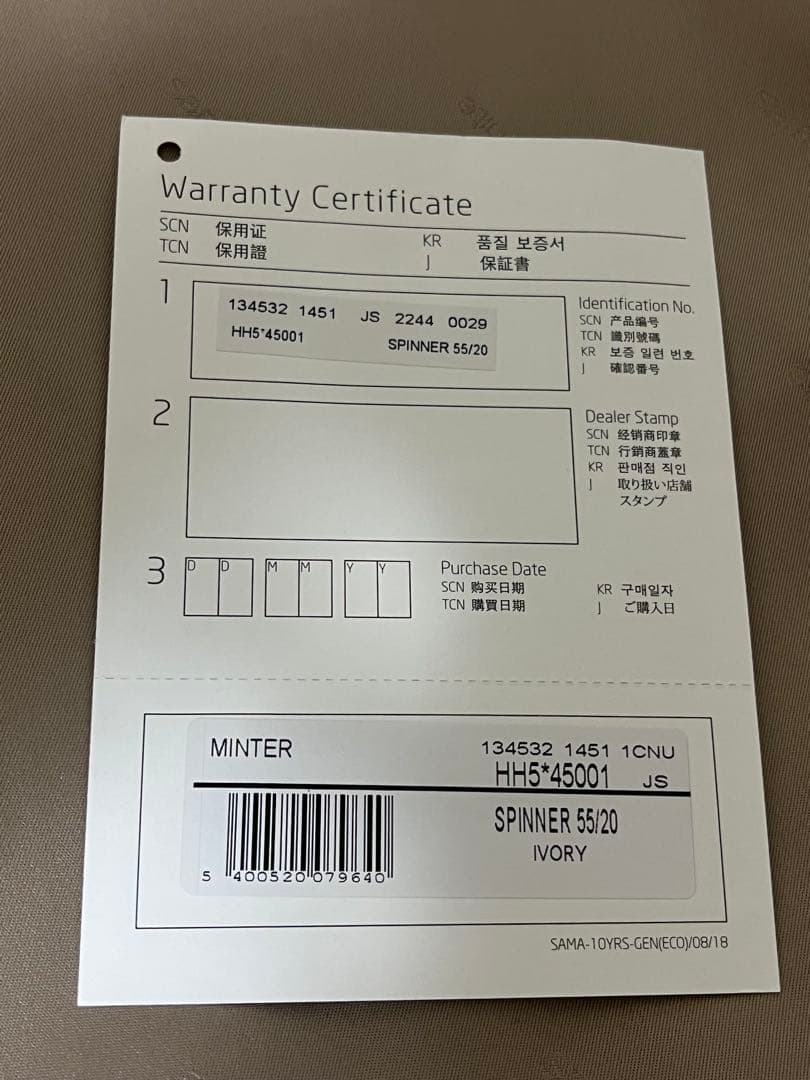 Warranty Certificate
SCN 保用证
TCN 保用證
KR 품질 보증서
J 保証書
1
134532 1451 JS 2244 0029
HH5*45001 SPINNER 55/20
Identification No.
SCN 产品编号
TCN 識別號碼
KR 보증 일련 번호
J 確認番号
2
Dealer Stamp
SCN 经销商印章
TCN 行銷商蓋章
KR 판매점 직인
J 取り扱い店舗
スタンプ
3
D D M M Y Y
Purchase Date
SCN 购买日期
TCN 購買日期
KR 구매일자
J ご購入日
MINTER
134532 1451 1CNU
HH5*45001 JS
SPINNER 55/20
IVORY
5 400520 079640
SAMA-10YRS-GEN(ECO)/08/18